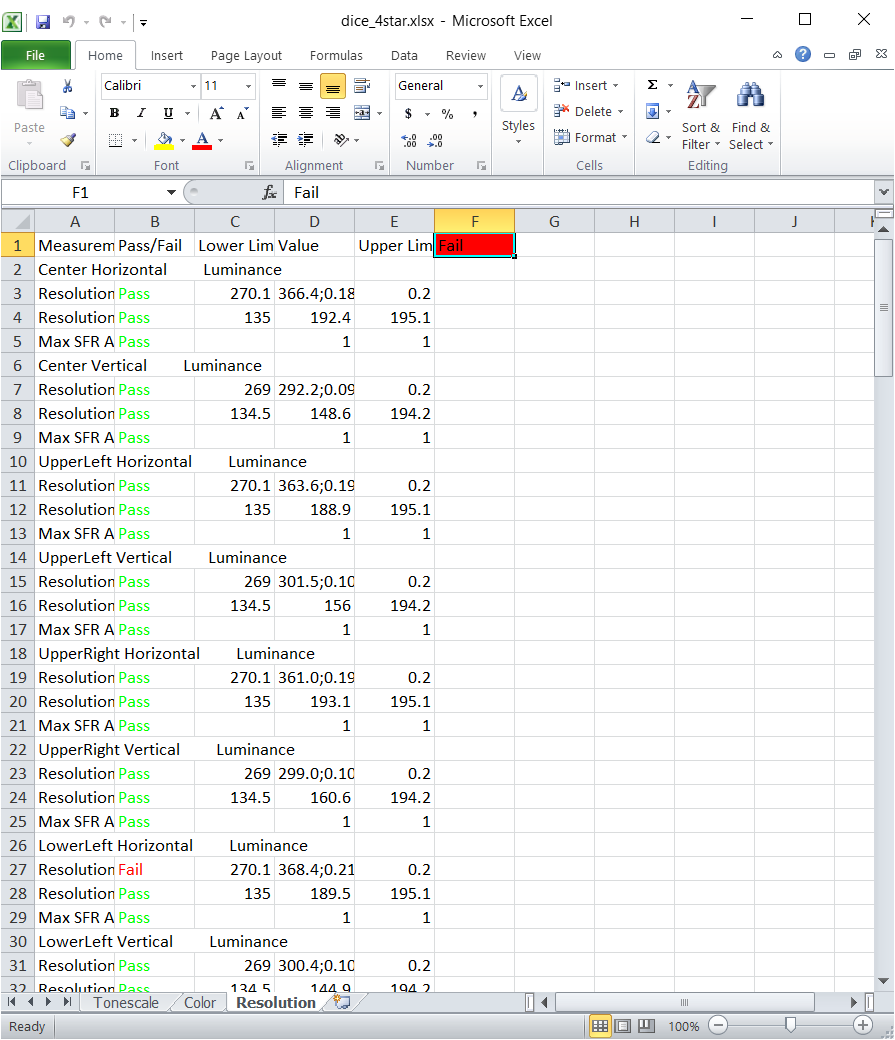 dice_4star.xlsx - Microsoft Excel
File Home Insert Page Layout Formulas Data Review View
Paste
Calibri 11
B I U A A
A
General
$ % ,
.00 .00
Styles
Insert
Delete
Format
Σ
Sort & Filter
Find & Select
Clipboard Font Alignment Number Cells Editing
F1 fx Fail
A B C D E F G H I J
1 Measurem Pass/Fail Lower Lim Value Upper Lim Fail
2 Center Horizontal Luminance
3 Resolution Pass 270.1 366.4;0.18 0.2
4 Resolution Pass 135 192.4 195.1
5 Max SFR A Pass 1 1
6 Center Vertical Luminance
7 Resolution Pass 269 292.2;0.09 0.2
8 Resolution Pass 134.5 148.6 194.2
9 Max SFR A Pass 1 1
10 UpperLeft Horizontal Luminance
11 Resolution Pass 270.1 363.6;0.19 0.2
12 Resolution Pass 135 188.9 195.1
13 Max SFR A Pass 1 1
14 UpperLeft Vertical Luminance
15 Resolution Pass 269 301.5;0.10 0.2
16 Resolution Pass 134.5 156 194.2
17 Max SFR A Pass 1 1
18 UpperRight Horizontal Luminance
19 Resolution Pass 270.1 361.0;0.19 0.2
20 Resolution Pass 135 193.1 195.1
21 Max SFR A Pass 1 1
22 UpperRight Vertical Luminance
23 Resolution Pass 269 299.0;0.10 0.2
24 Resolution Pass 134.5 160.6 194.2
25 Max SFR A Pass 1 1
26 LowerLeft Horizontal Luminance
27 Resolution Fail 270.1 368.4;0.21 0.2
28 Resolution Pass 135 189.5 195.1
29 Max SFR A Pass 1 1
30 LowerLeft Vertical Luminance
31 Resolution Pass 269 300.4;0.10 0.2
32 Resolution Pass 134.5 144.9 194.2
Tonescale Color Resolution
Ready 100%